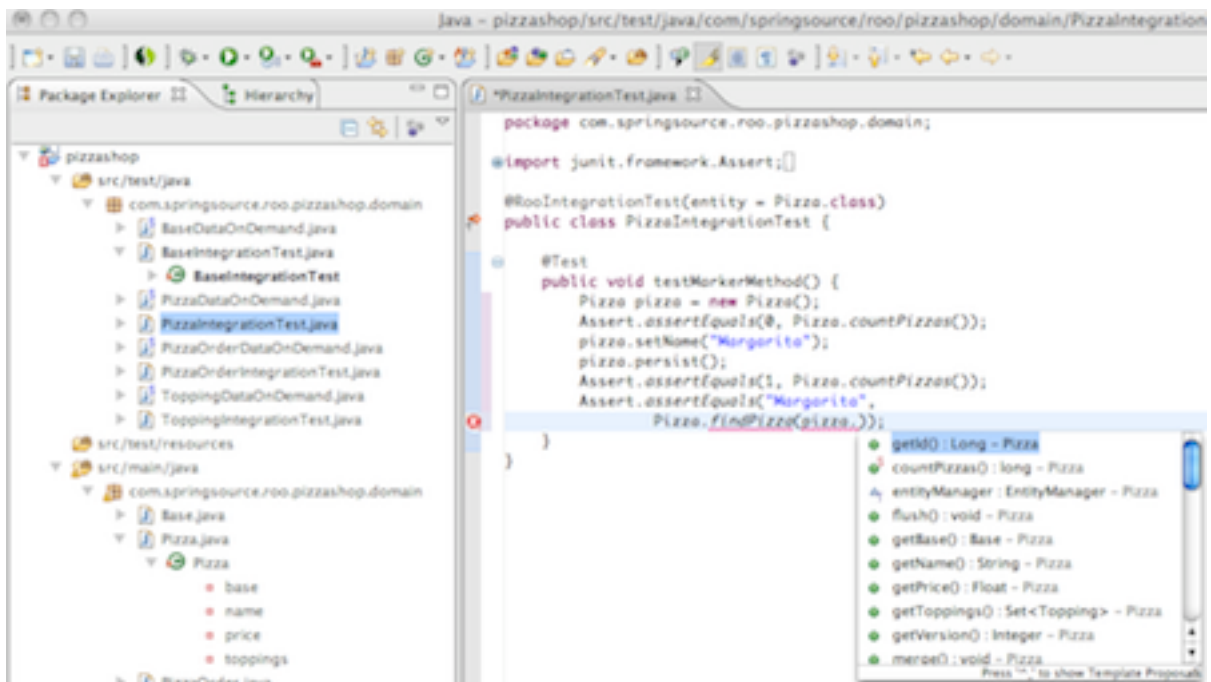 Java – pizzashop/src/test/java/com/springsource/roo/pizzashop/domain/PizzaIntegration
Package Explorer
Hierarchy
pizzashop
src/test/java
com.springsource.roo.pizzashop.domain
BaseDataOnDemand.java
BaseIntegrationTest.java
BaseIntegrationTest
PizzaDataOnDemand.java
PizzaIntegrationTest.java
PizzaOrderDataOnDemand.java
PizzaOrderIntegrationTest.java
ToppingDataOnDemand.java
ToppingIntegrationTest.java
src/test/resources
src/main/java
com.springsource.roo.pizzashop.domain
Base.java
Pizza.java
Pizza
base
name
price
toppings
PizzaOrder.java
*PizzaIntegrationTest.java
package com.springsource.roo.pizzashop.domain;
import junit.framework.Assert;
@RooIntegrationTest(entity = Pizza.class)
public class PizzaIntegrationTest {
@Test
public void testMarkerMethod() {
Pizza pizza = new Pizza();
Assert.assertEquals(0, Pizza.countPizzas());
pizza.setName("Margarita");
pizza.persist();
Assert.assertEquals(1, Pizza.countPizzas());
Assert.assertEquals("Margarita",
Pizza.findPizza(pizza.));
}
}
getId() : Long – Pizza
countPizzas() : long – Pizza
entityManager : EntityManager – Pizza
flush() : void – Pizza
getBase() : Base – Pizza
getName() : String – Pizza
getPrice() : Float – Pizza
getToppings() : Set<Topping> – Pizza
getVersion() : Integer – Pizza
merge() : void – Pizza
to show Template Proposals